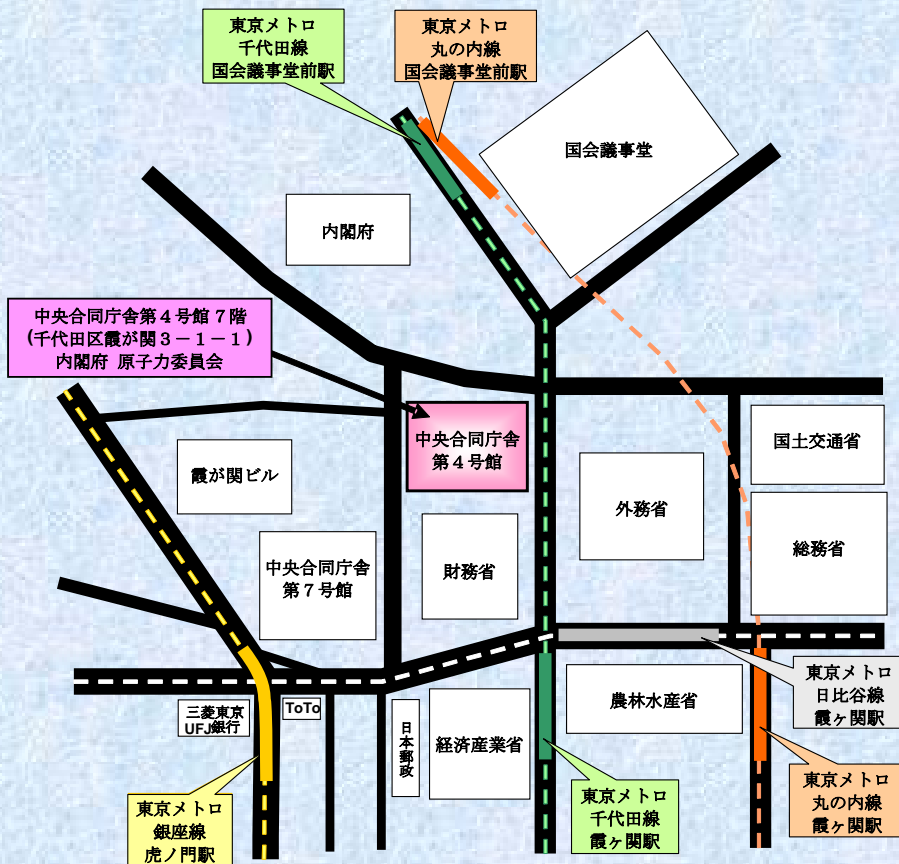 東京メトロ
千代田線
国会議事堂前駅
東京メトロ
丸の内線
国会議事堂前駅
国会議事堂
内閣府
中央合同庁舎第４号館７階
(千代田区霞が関３－１－１)
内閣府 原子力委員会
中央合同庁舎
第４号館
国土交通省
霞が関ビル
外務省
総務省
中央合同庁舎
第７号館
財務省
東京メトロ
日比谷線
霞ヶ関駅
農林水産省
三菱東京
UFJ銀行
ToTo
日本郵政
経済産業省
東京メトロ
銀座線
虎ノ門駅
東京メトロ
千代田線
霞ヶ関駅
東京メトロ
丸の内線
霞ヶ関駅